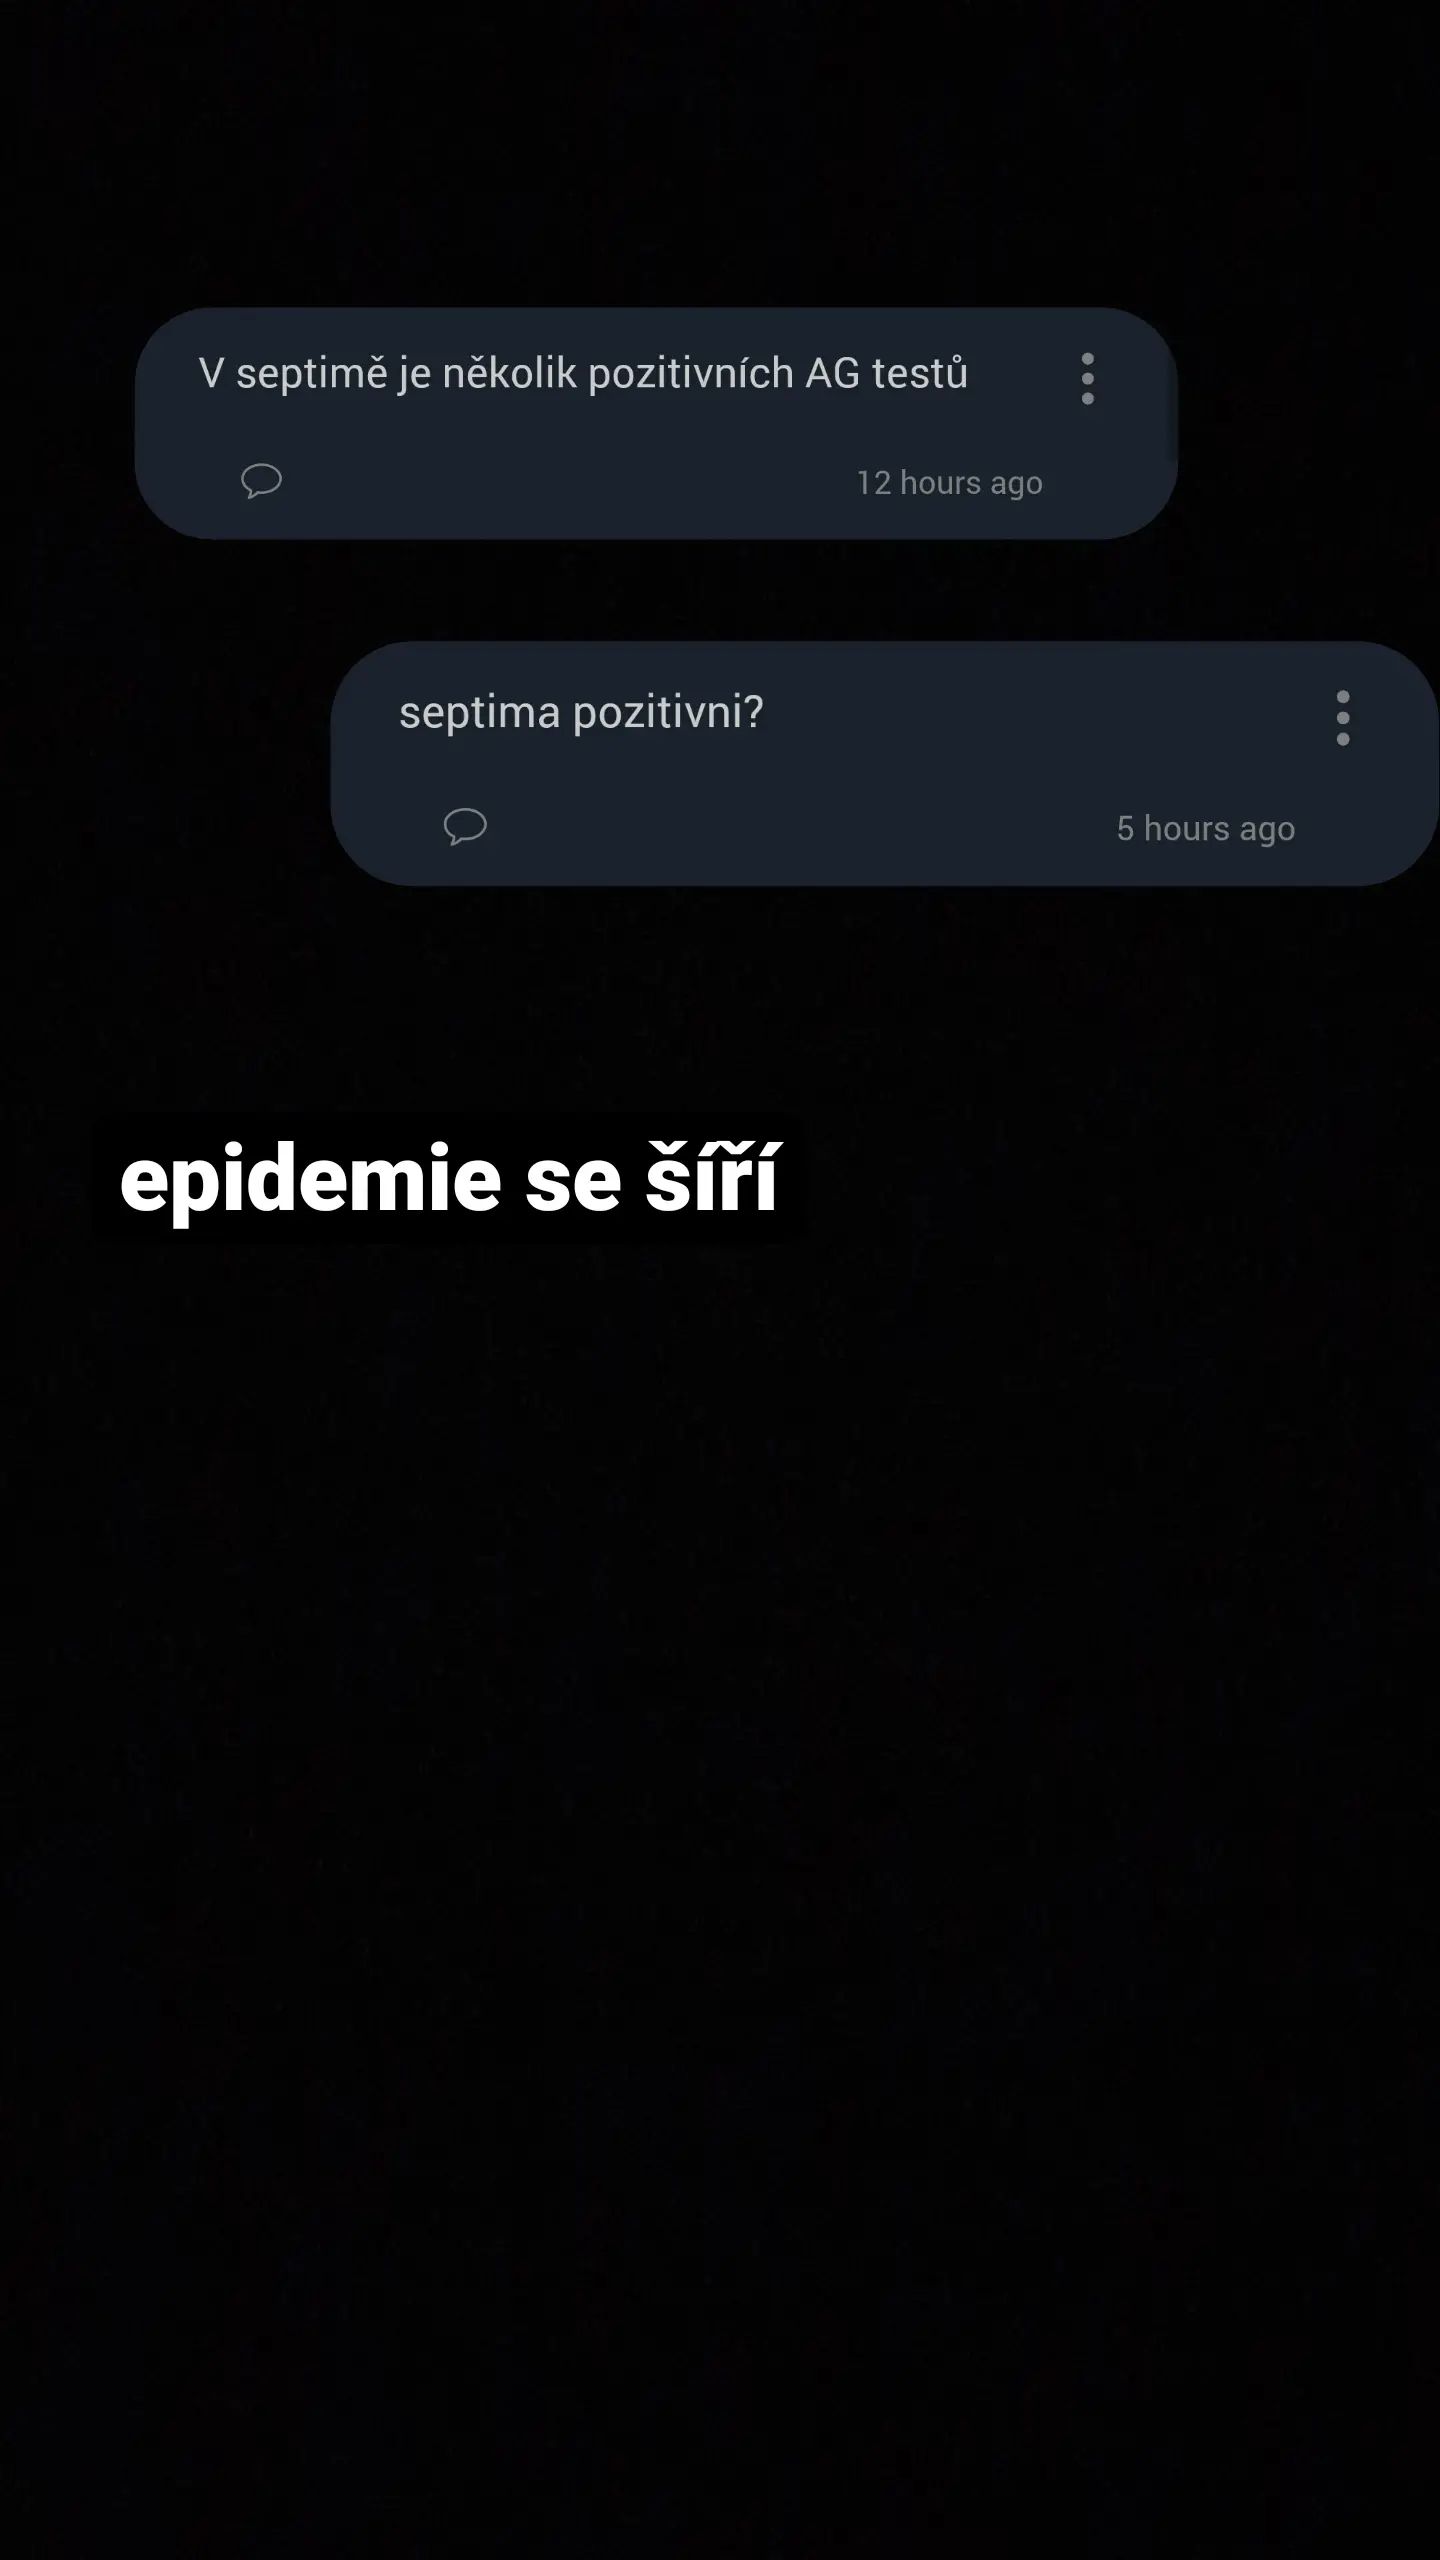 V septimě je několik pozitivních AG testů
12 hours ago
septima pozitivni?
5 hours ago
epidemie se šíří